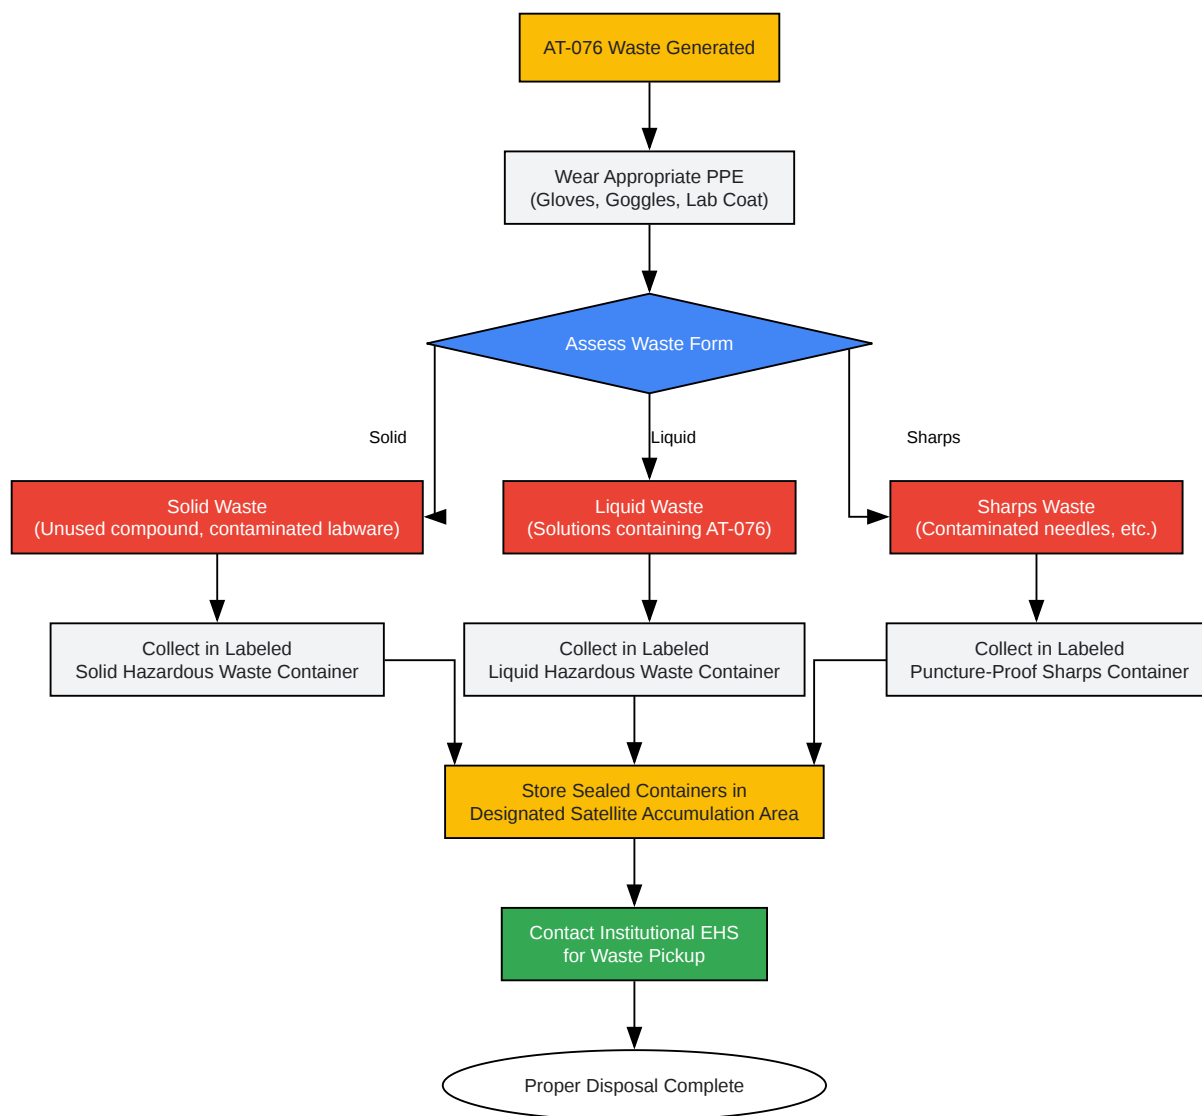 AT-076 Waste Generated
Wear Appropriate PPE
(Gloves, Goggles, Lab Coat)
Assess Waste Form
Solid
Liquid
Sharps
Solid Waste
(Unused compound, contaminated labware)
Liquid Waste
(Solutions containing AT-076)
Sharps Waste
(Contaminated needles, etc.)
Collect in Labeled
Solid Hazardous Waste Container
Collect in Labeled
Liquid Hazardous Waste Container
Collect in Labeled
Puncture-Proof Sharps Container
Store Sealed Containers in
Designated Satellite Accumulation Area
Contact Institutional EHS
for Waste Pickup
Proper Disposal Complete